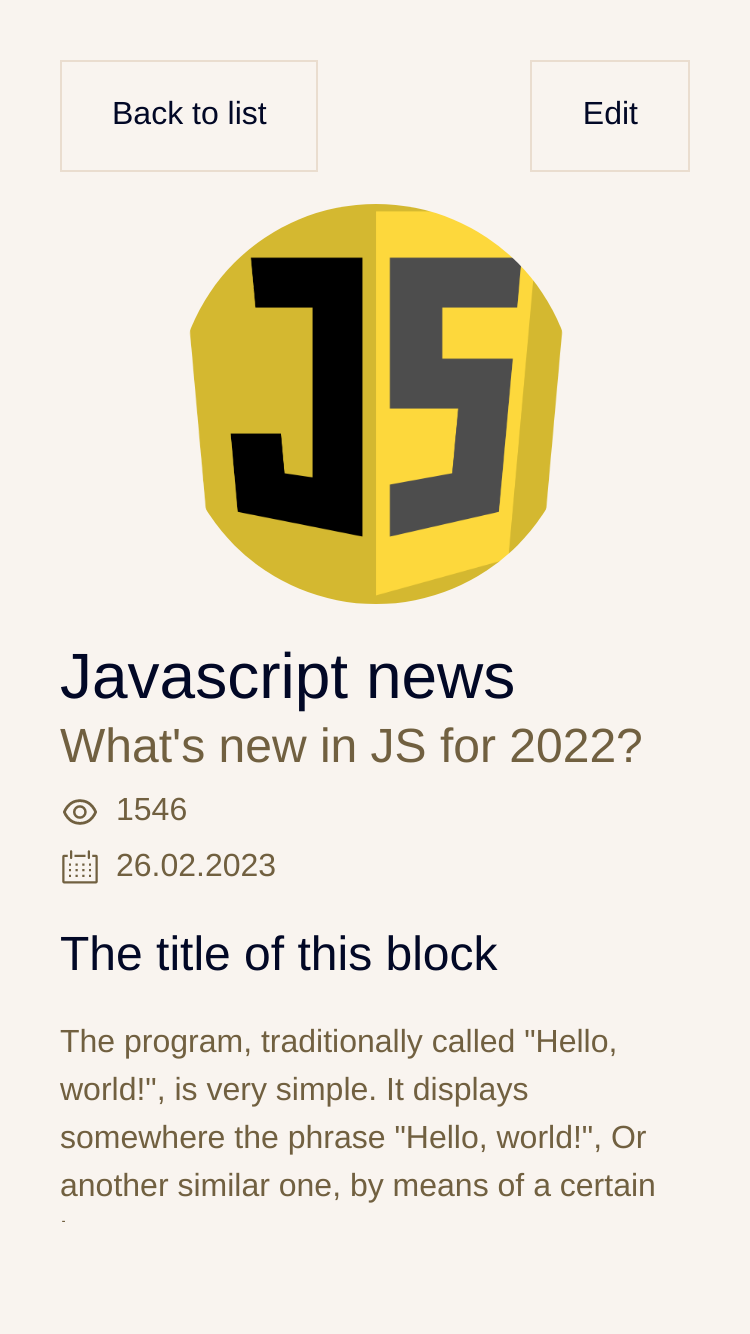 Back to list
Edit
JS
Javascript news
What's new in JS for 2022?
1546
26.02.2023
The title of this block
The program, traditionally called "Hello,
world!", is very simple. It displays
somewhere the phrase "Hello, world!", Or
another similar one, by means of a certain